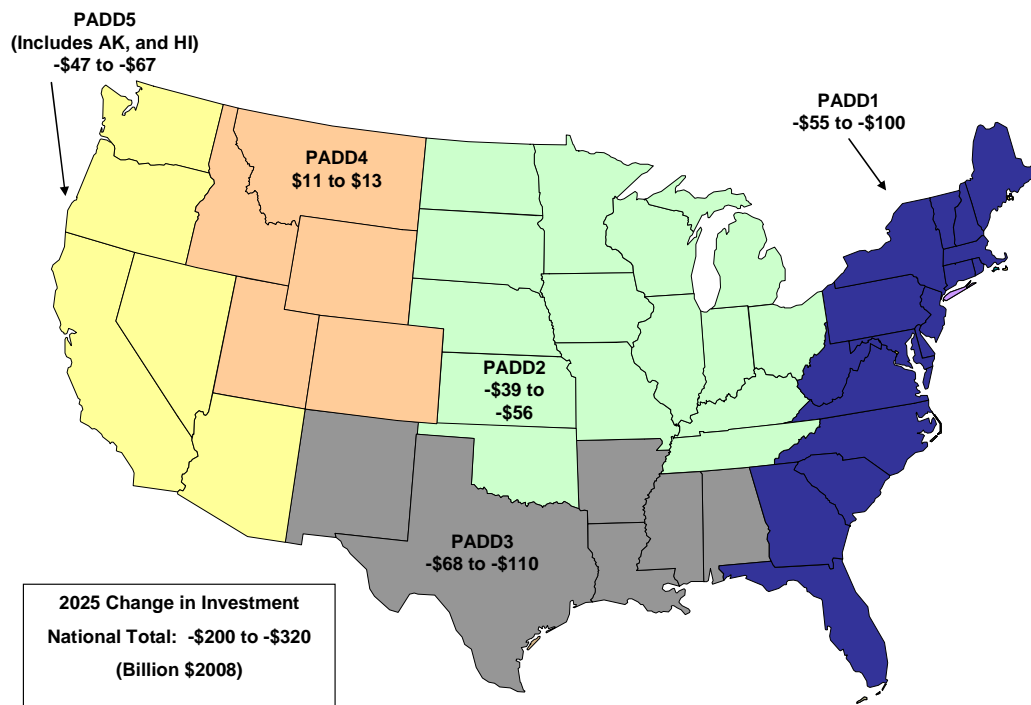 PADD5
(Includes AK, and HI)
-$47 to -$67
PADD1
-$55 to -$100
PADD4
$11 to $13
PADD2
-$39 to
-$56
PADD3
-$68 to -$110
2025 Change in Investment
National Total:  -$200 to -$320
(Billion $2008)